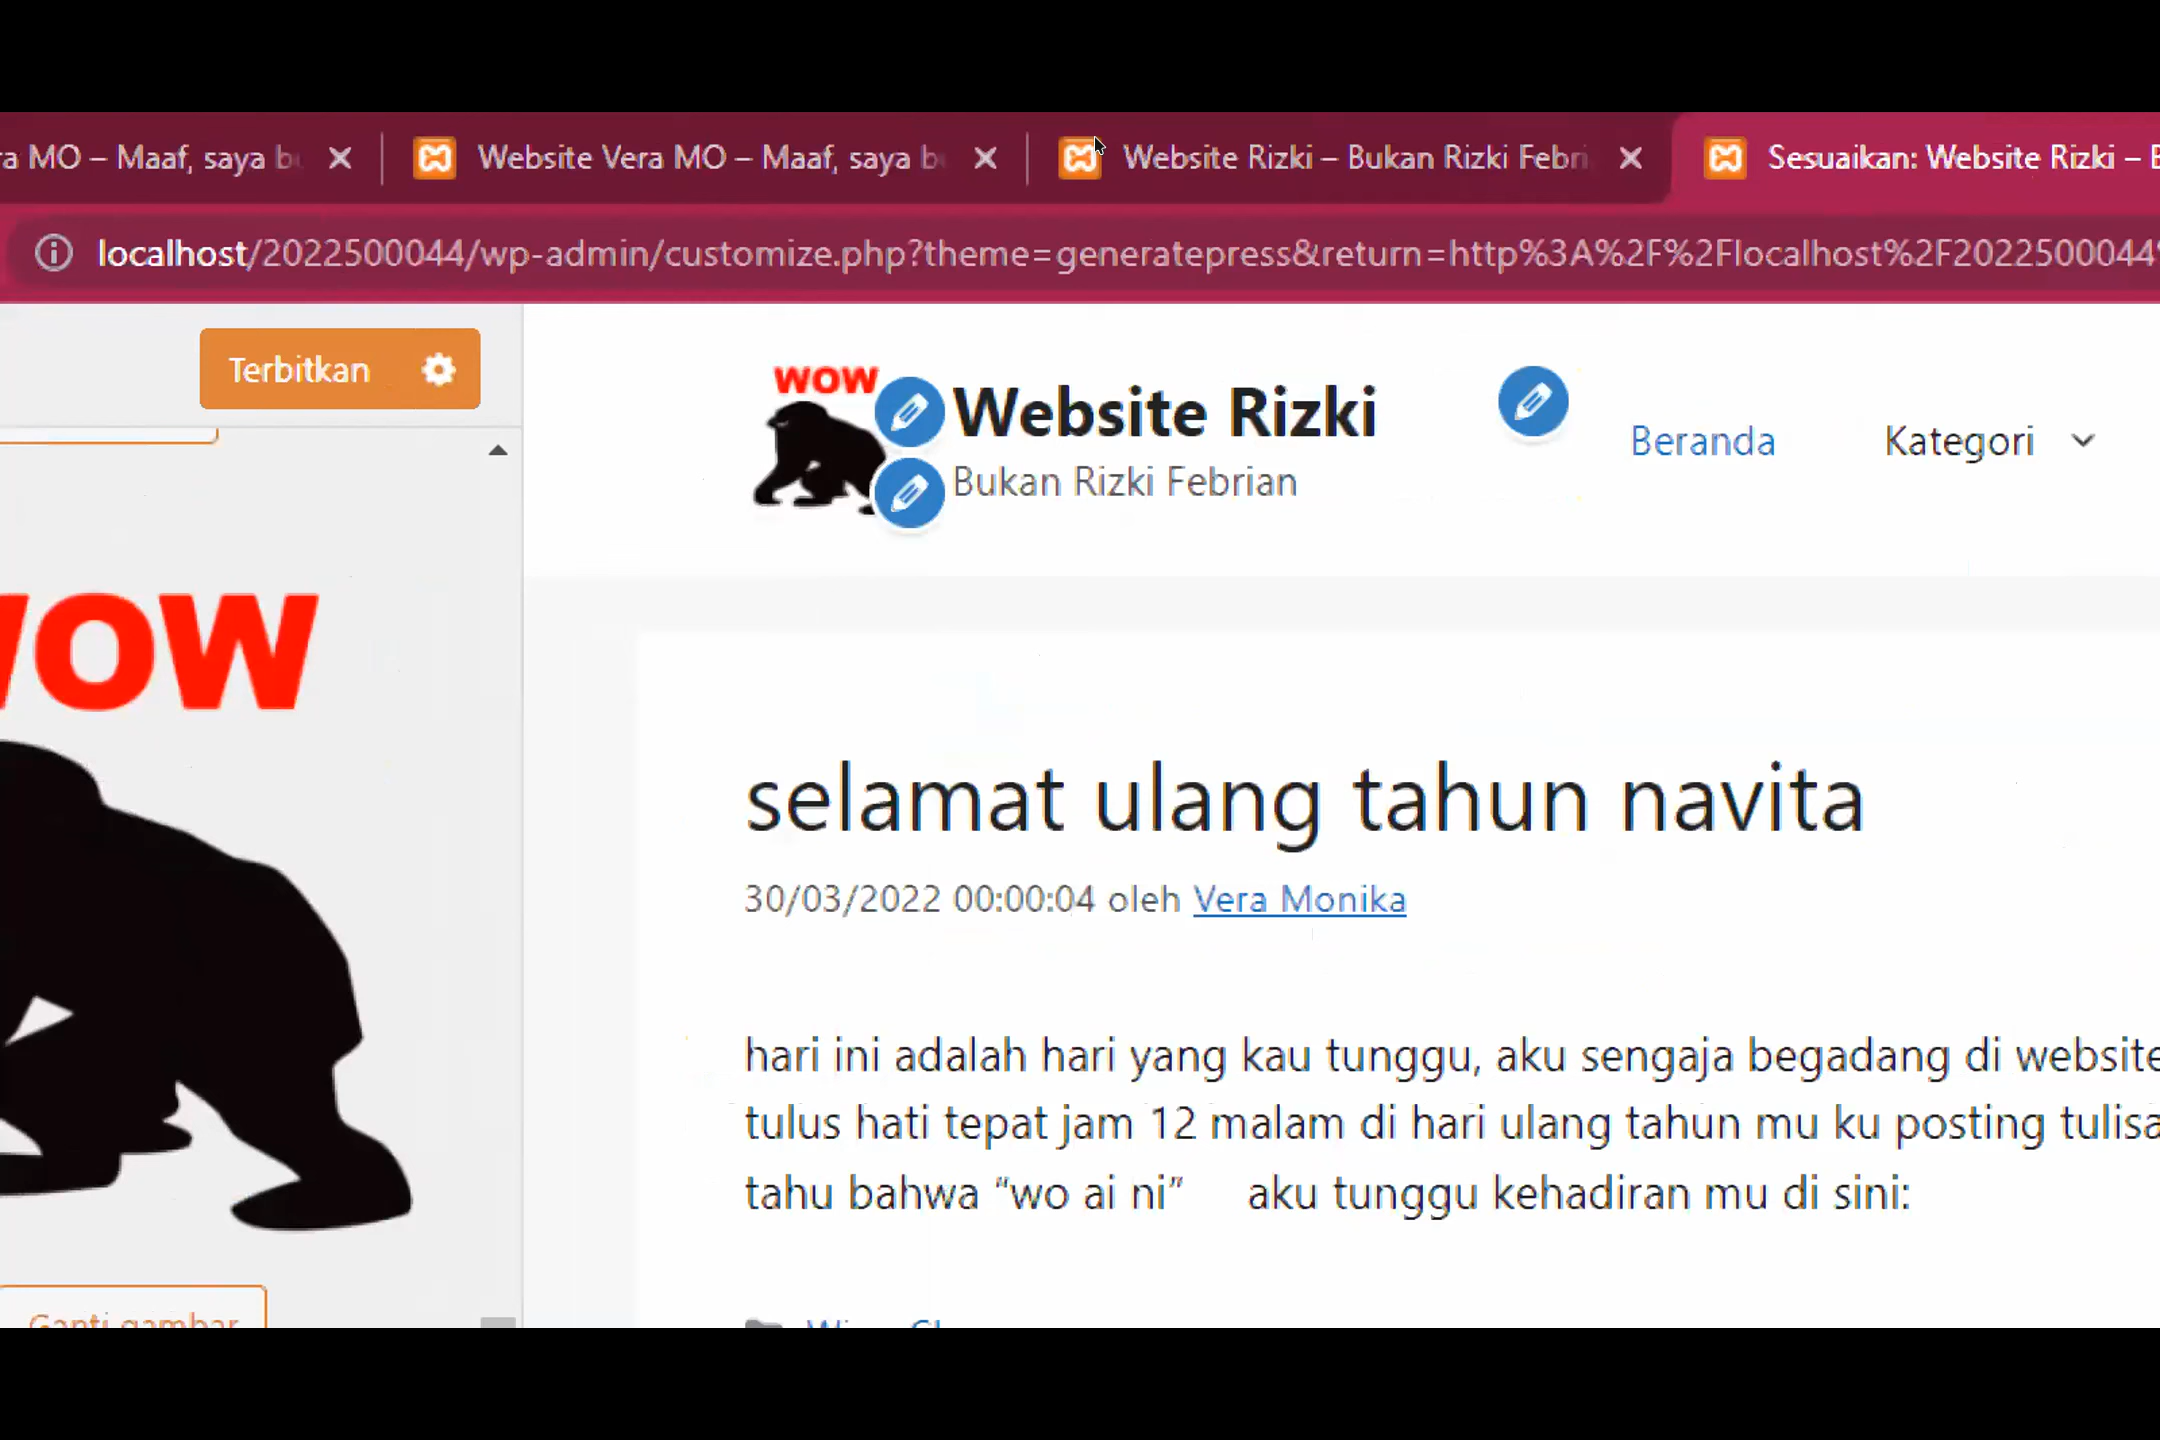 ra MO – Maaf, saya b
Website Vera MO – Maaf, saya b
Website Rizki – Bukan Rizki Febri
Sesuaikan: Website Rizki –
localhost/2022500044/wp-admin/customize.php?theme=generatepress&return=http%3A%2F%2Flocalhost%2F2022500044%
Terbitkan
WOW
Website Rizki
Bukan Rizki Febrian
Beranda
Kategori
WOW
selamat ulang tahun navita
30/03/2022 00:00:04 oleh Vera Monika
hari ini adalah hari yang kau tunggu, aku sengaja begadang di website
tulus hati tepat jam 12 malam di hari ulang tahun mu ku posting tulisa
tahu bahwa “wo ai ni” aku tunggu kehadiran mu di sini:
Ganti gambar